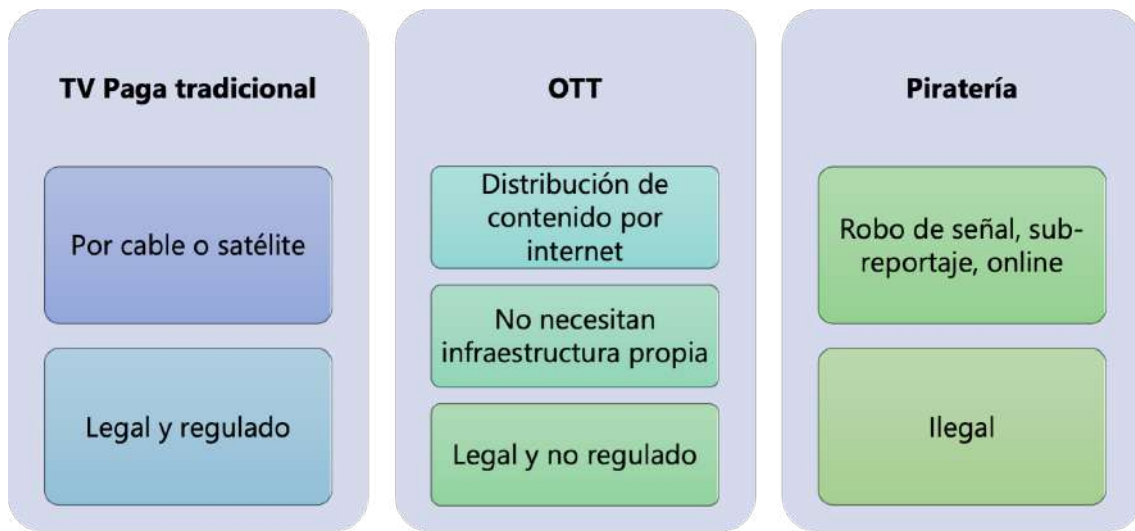 TV Paga tradicional
Por cable o satélite
Legal y regulado
OTT
Distribución de
contenido por
internet
No necesitan
infraestructura propia
Legal y no regulado
Piratería
Robo de señal, sub-
reportaje, online
Ilegal